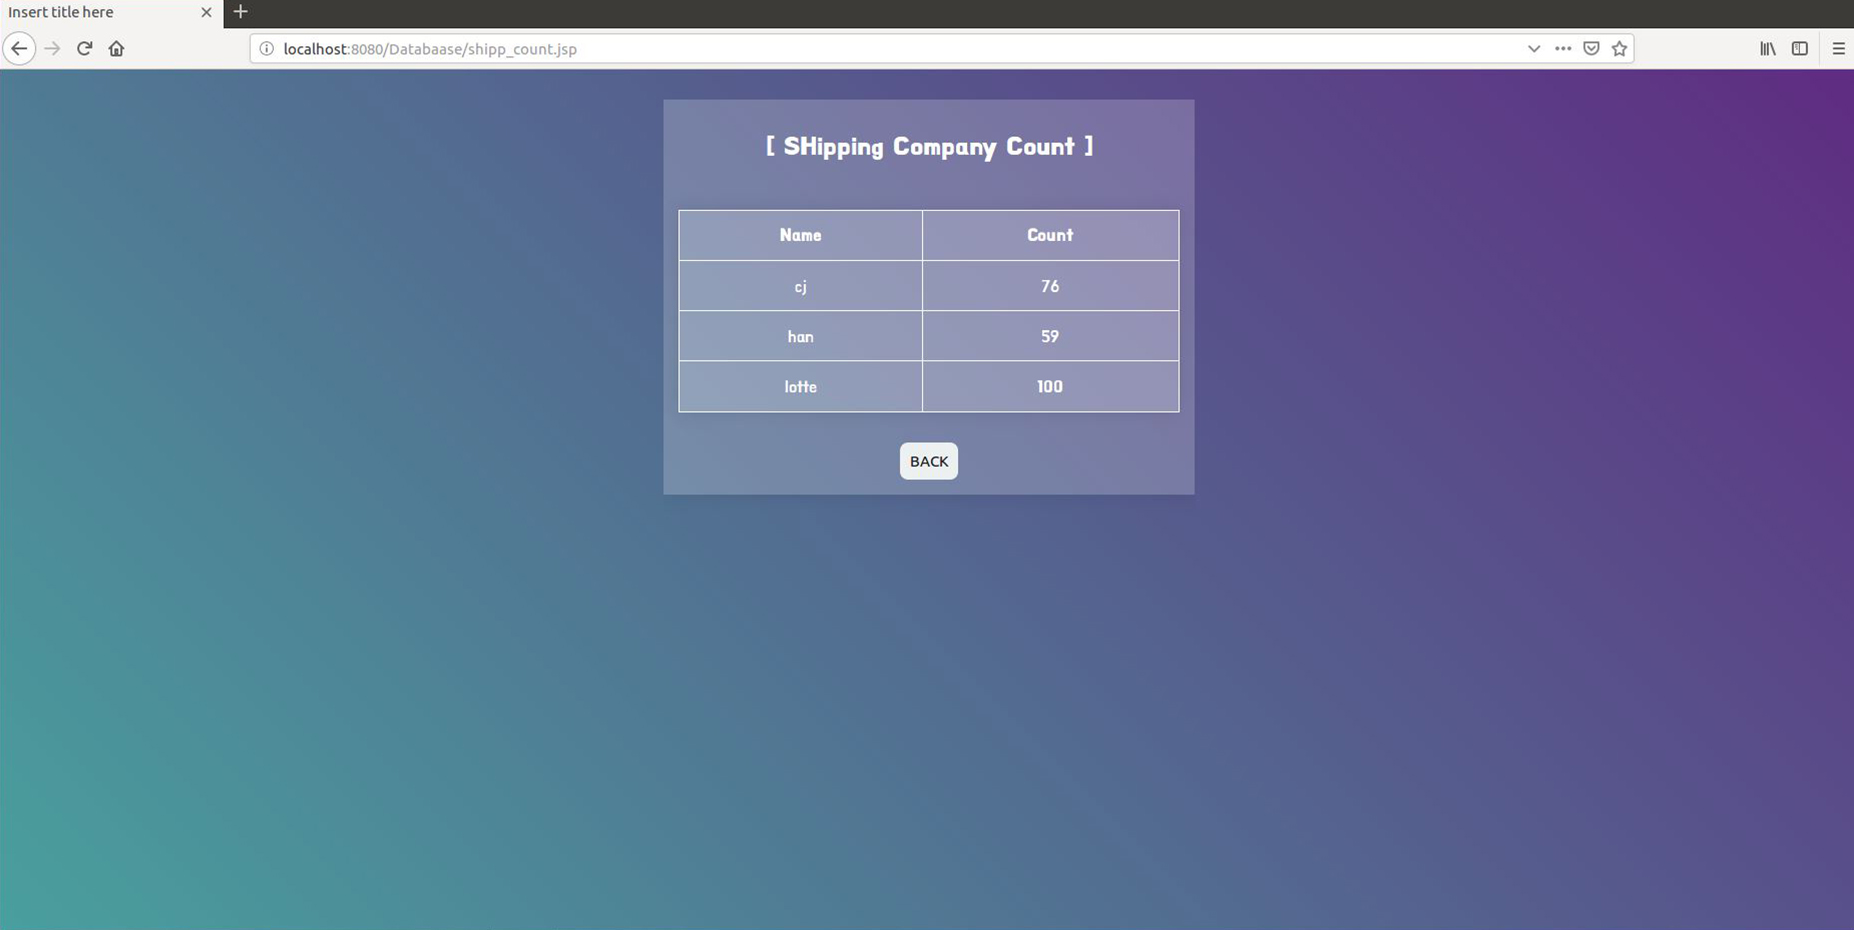 Insert title here
localhost:8080/Databaase/shipp_count.jsp
[ SHipping Company Count ]
Name Count
cj 76
han 59
lotte 100
BACK